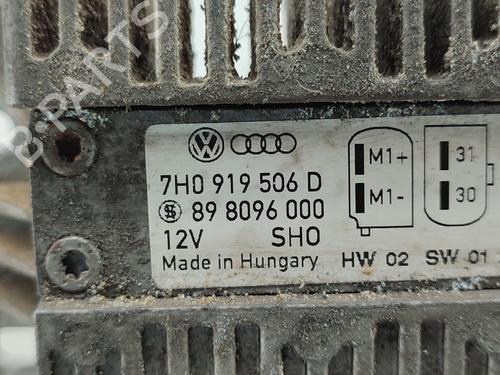 B-PARTS
7H0 919 506 D
89 8096 000
12V SHO
Made in Hungary
HW 02 SW 01
M1+
M1-
31
30